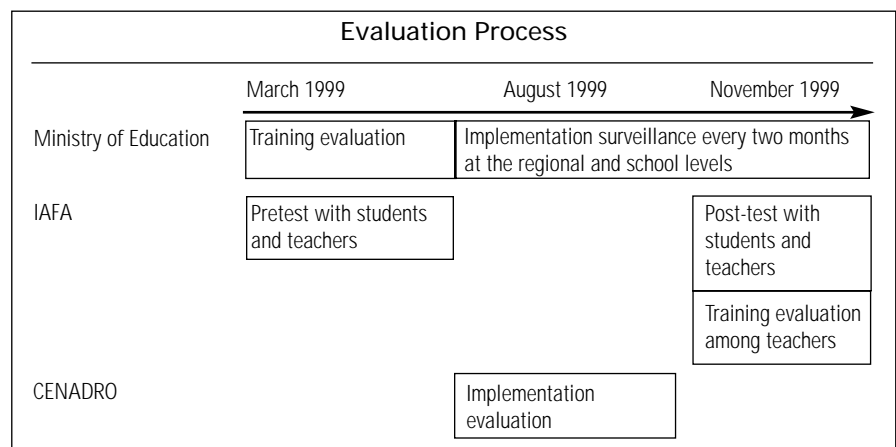 Evaluation Process
March 1999 August 1999 November 1999
Ministry of Education Training evaluation Implementation surveillance every two months
at the regional and school levels
IAFA Pretest with students Post-test with
and teachers students and
teachers
Training evaluation
among teachers
CENADRO Implementation
evaluation